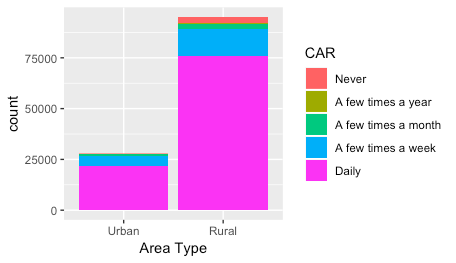 75000
50000
25000
0
count
Urban
Rural
Area Type
CAR
Never
A few times a year
A few times a month
A few times a week
Daily